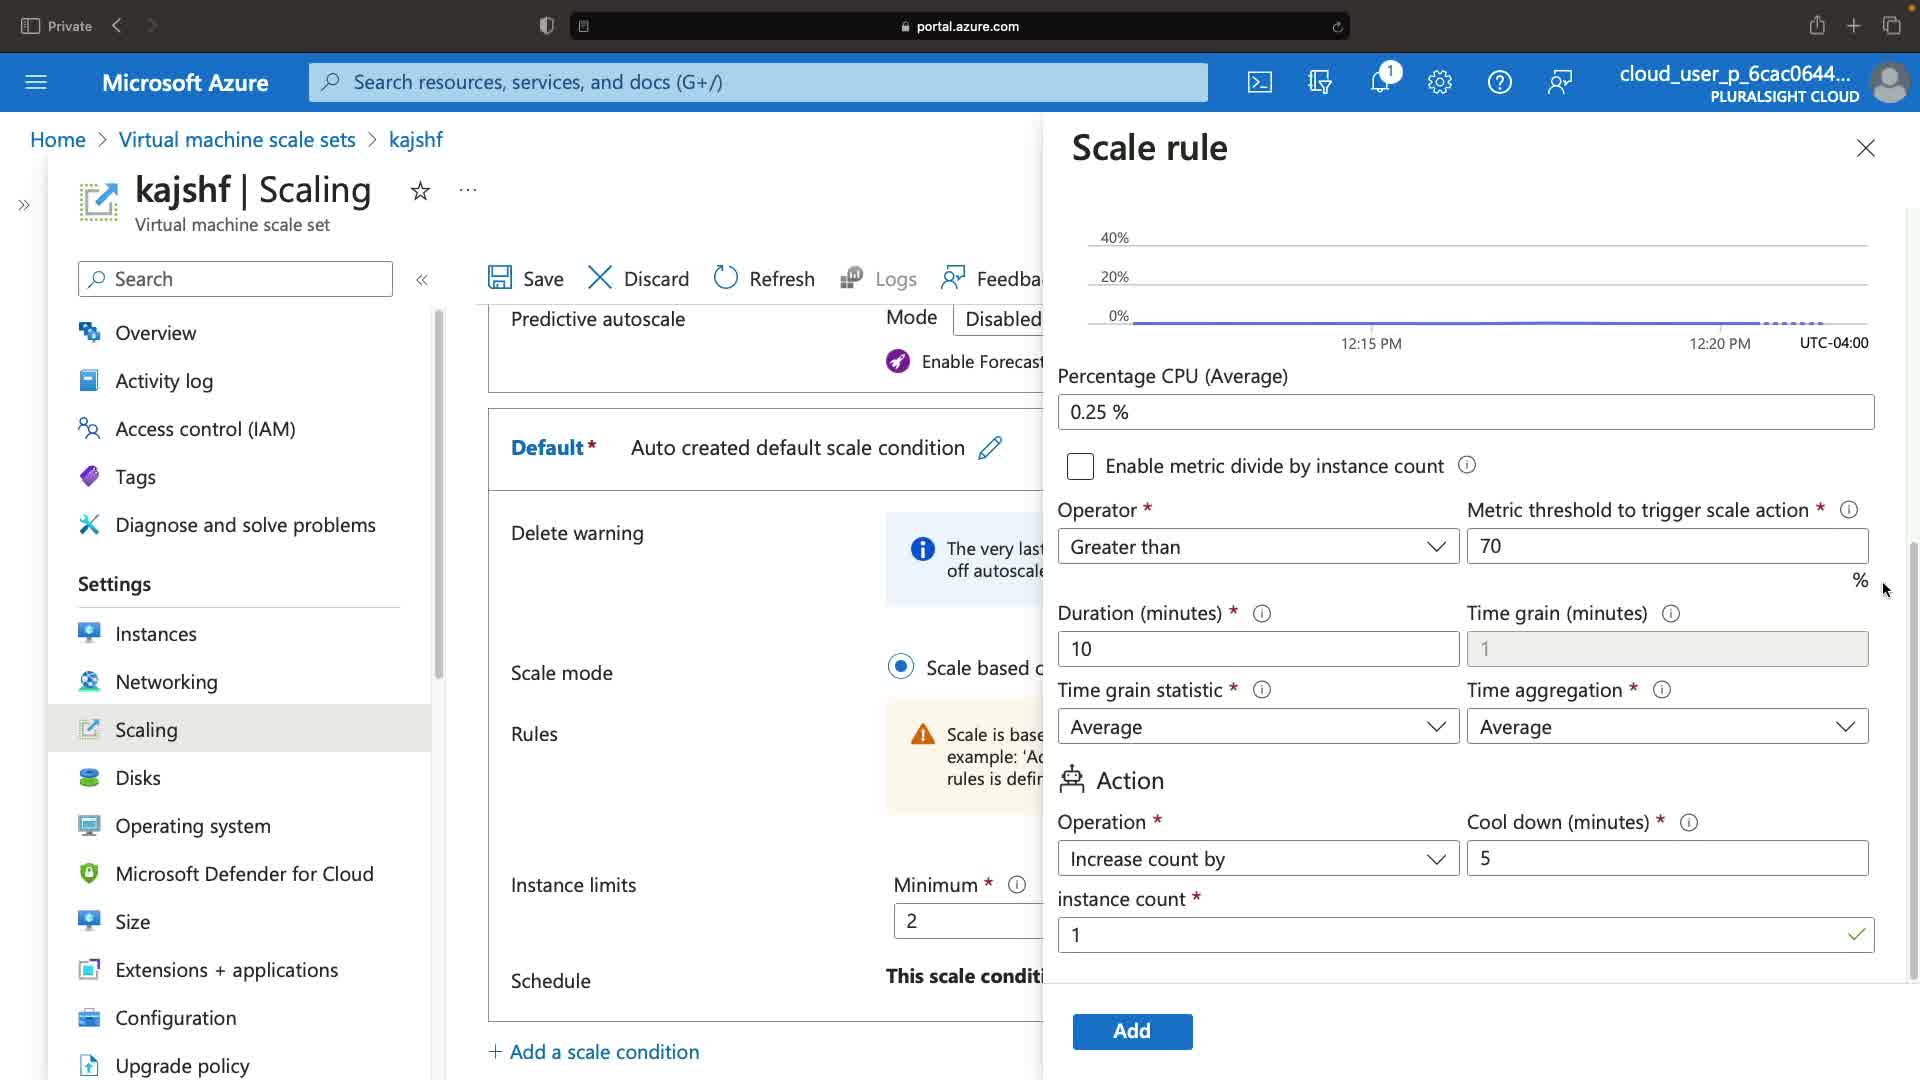 Private
portal.azure.com
Microsoft Azure
Search resources, services, and docs (G+/)
1
cloud_user_p_6cac0644...
PLURALSIGHT CLOUD
Home > Virtual machine scale sets > kajshf
kajshf | Scaling
Virtual machine scale set
Search
Overview
Activity log
Access control (IAM)
Tags
Diagnose and solve problems
Settings
Instances
Networking
Scaling
Disks
Operating system
Microsoft Defender for Cloud
Size
Extensions + applications
Configuration
Upgrade policy
Save
Discard
Refresh
Logs
Feedba
Predictive autoscale
Mode
Disabled
Enable Forecast
Default *
Auto created default scale condition
Delete warning
The very last
off autoscale
Scale mode
Scale based o
Rules
Scale is base
example: 'Ad
rules is defin
Instance limits
Minimum *
2
Schedule
This scale conditi
+ Add a scale condition
Scale rule
40%
20%
0%
12:15 PM
12:20 PM
UTC-04:00
Percentage CPU (Average)
0.25 %
Enable metric divide by instance count
Operator *
Metric threshold to trigger scale action *
Greater than
70
%
Duration (minutes) *
Time grain (minutes)
10
1
Time grain statistic *
Time aggregation *
Average
Average
Action
Operation *
Cool down (minutes) *
Increase count by
5
instance count *
1
Add